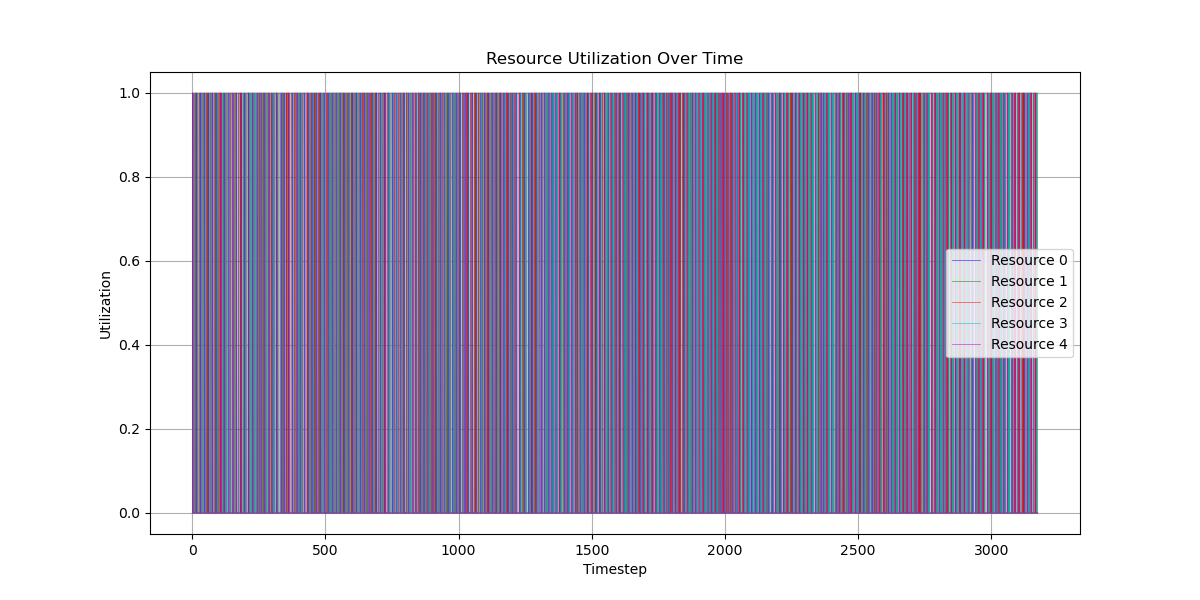 Resource Utilization Over Time
Utilization
1.0
0.8
0.6
0.4
0.2
0.0
Resource 0
Resource 1
Resource 2
Resource 3
Resource 4
0 500 1000 1500 2000 2500 3000
Timestep